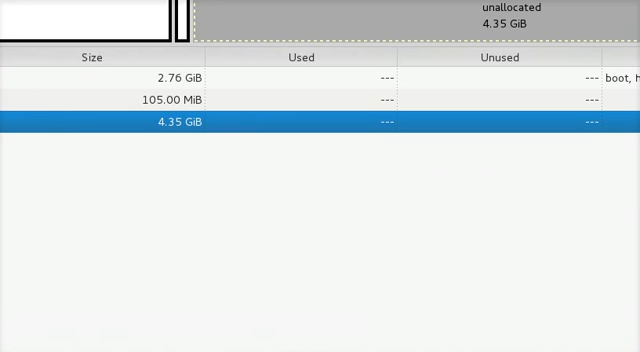 unallocated
4.35 GiB
Size Used Unused
2.76 GiB --- --- boot, h
105.00 MiB --- ---
4.35 GiB --- ---